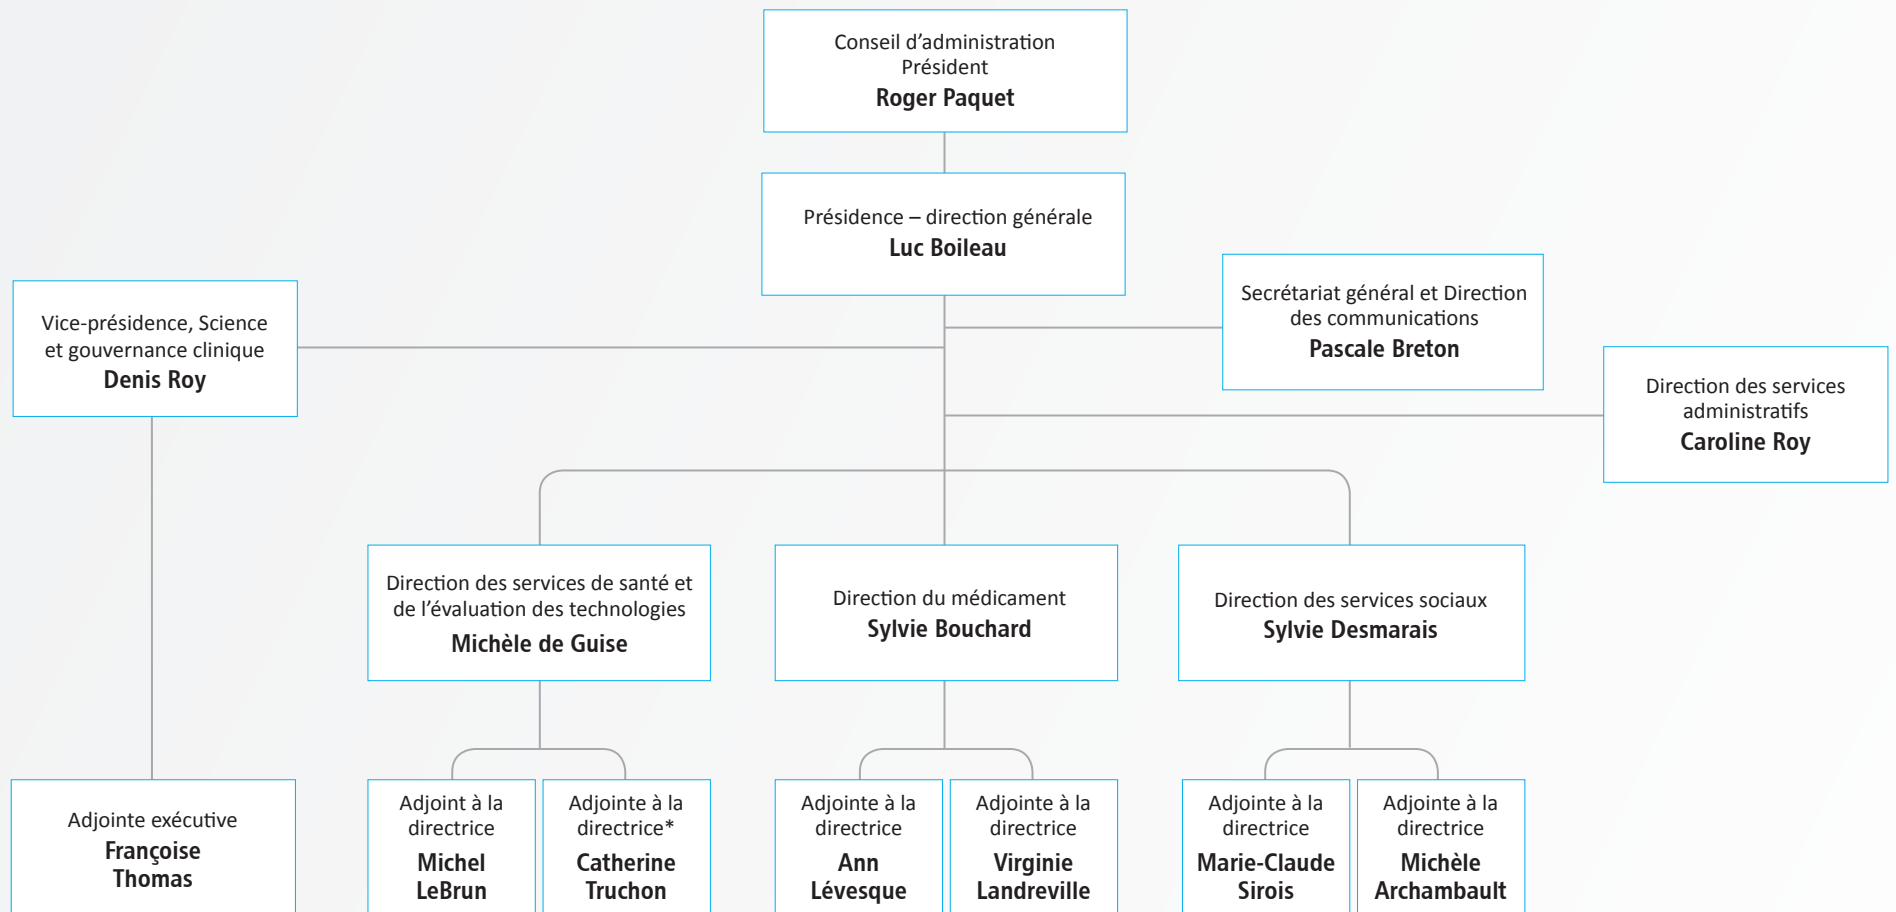 Conseil d’administration
Président
Roger Paquet
Présidence – direction générale
Luc Boileau
Secrétariat général et Direction
des communications
Pascale Breton
Vice-présidence, Science
et gouvernance clinique
Denis Roy
Direction des services
administratifs
Caroline Roy
Direction des services de santé et
de l’évaluation des technologies
Michèle de Guise
Direction du médicament
Sylvie Bouchard
Direction des services sociaux
Sylvie Desmarais
Adjointe exécutive
Françoise
Thomas
Adjoint à la
directrice
Michel
LeBrun
Adjointe à la
directrice*
Catherine
Truchon
Adjointe à la
directrice
Ann
Lévesque
Adjointe à la
directrice
Virginie
Landreville
Adjointe à la
directrice
Marie-Claude
Sirois
Adjointe à la
directrice
Michèle
Archambault